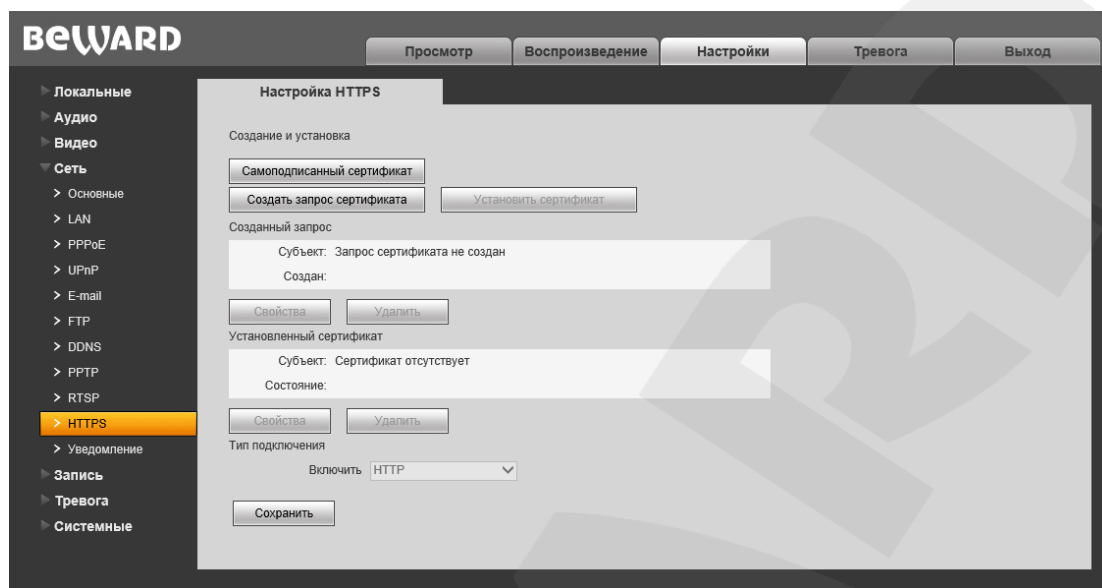 BEWARD
Просмотр Воспроизведение Настройки Тревога Выход
Локальные
Аудио
Видео
Сеть
> Основные
> LAN
> PPPoE
> UPnP
> E-mail
> FTP
> DDNS
> PPTP
> RTSP
> HTTPS
> Уведомление
Запись
Тревога
Системные
Настройка HTTPS
Создание и установка
Самоподписанный сертификат
Создать запрос сертификата Установить сертификат
Созданный запрос
Субъект: Запрос сертификата не создан
Создан:
Свойства Удалить
Установленный сертификат
Субъект: Сертификат отсутствует
Состояние:
Свойства Удалить
Тип подключения
Включить HTTP
Сохранить